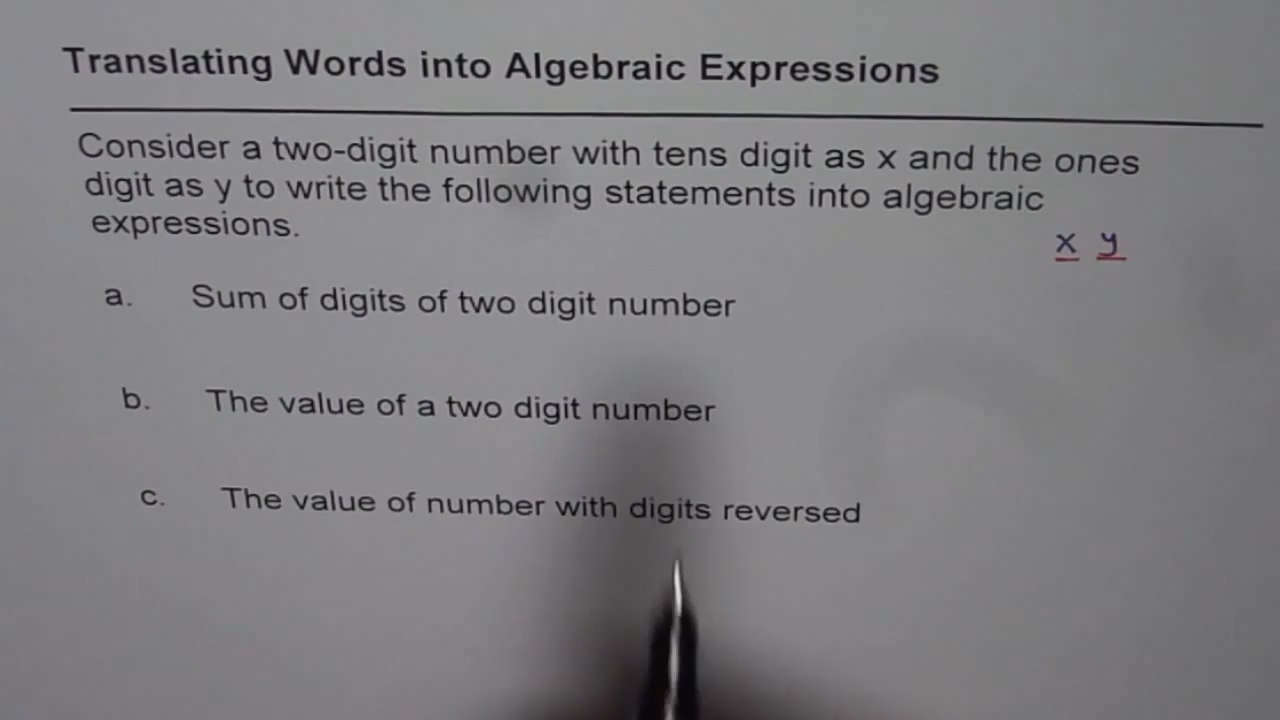 Translating Words into Algebraic Expressions
Consider a two-digit number with tens digit as x and the ones
digit as y to write the following statements into algebraic
expressions.
x y
a. Sum of digits of two digit number
b. The value of a two digit number
c. The value of number with digits reversed